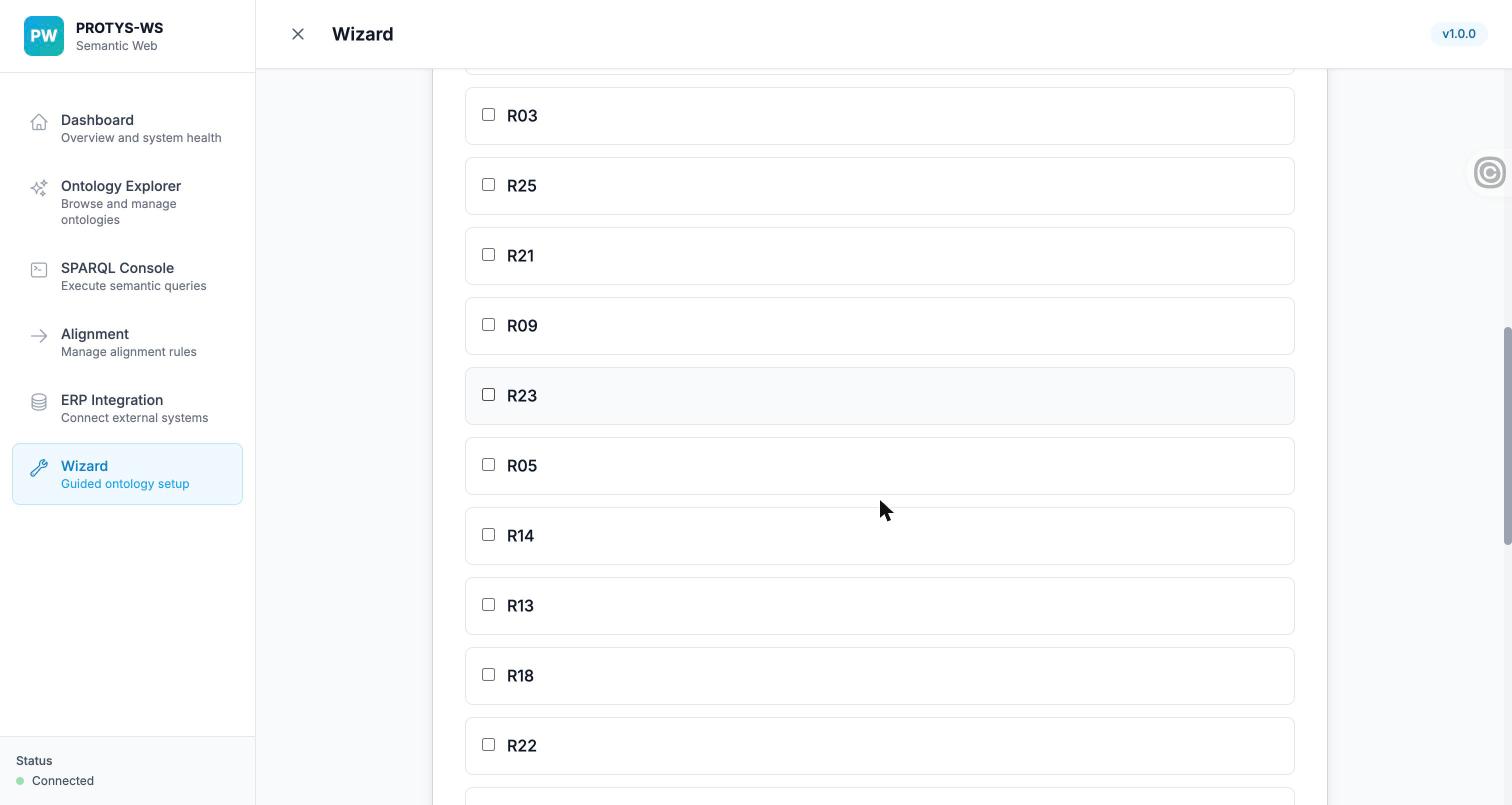 PW
PROTYS-WS
Semantic Web
Wizard
v1.0.0
Dashboard
Overview and system health
Ontology Explorer
Browse and manage
ontologies
SPARQL Console
Execute semantic queries
Alignment
Manage alignment rules
ERP Integration
Connect external systems
Wizard
Guided ontology setup
Status
Connected
R03
R25
R21
R09
R23
R05
R14
R13
R18
R22